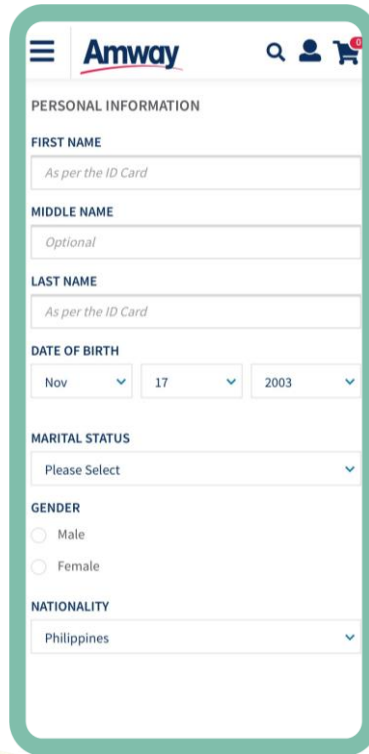 Amway
0
PERSONAL INFORMATION
FIRST NAME
As per the ID Card
MIDDLE NAME
Optional
LAST NAME
As per the ID Card
DATE OF BIRTH
Nov 17 2003
MARITAL STATUS
Please Select
GENDER
Male
Female
NATIONALITY
Philippines